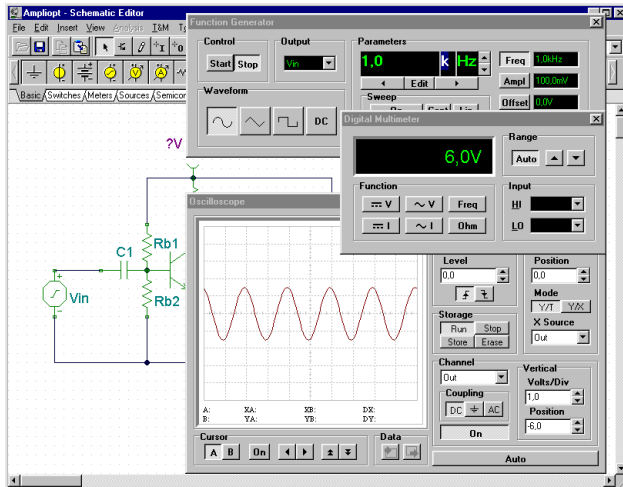 Ampliopt - Schematic Editor
File Edit Insert View Analysis I&M
Basic Switches Meters Sources Semicon
?V
C1
Rb1
Rb2
Vin
Function Generator
Control
Start Stop
Output
Vin
Parameters
1,0 k Hz
Edit
Sweep
On Cont Lin
Freq 1,0kHz
Ampl 100,0mV
Offset 0,0V
Waveform
DC
Digital Multimeter
6,0V
Range
Auto
Function
V V Freq
I I Ohm
Input
HI
LO
Oscilloscope
A: XA: XB: DX:
B: YA: YB: DY:
Cursor
A B On
Data
Level
0,0
Position
0,0
Mode
Y/T Y/X
X Source
Out
Storage
Run Stop
Store Erase
Channel
Out
Coupling
DC AC
On
Vertical
Volts/Div
1,0
Position
-6,0
Auto